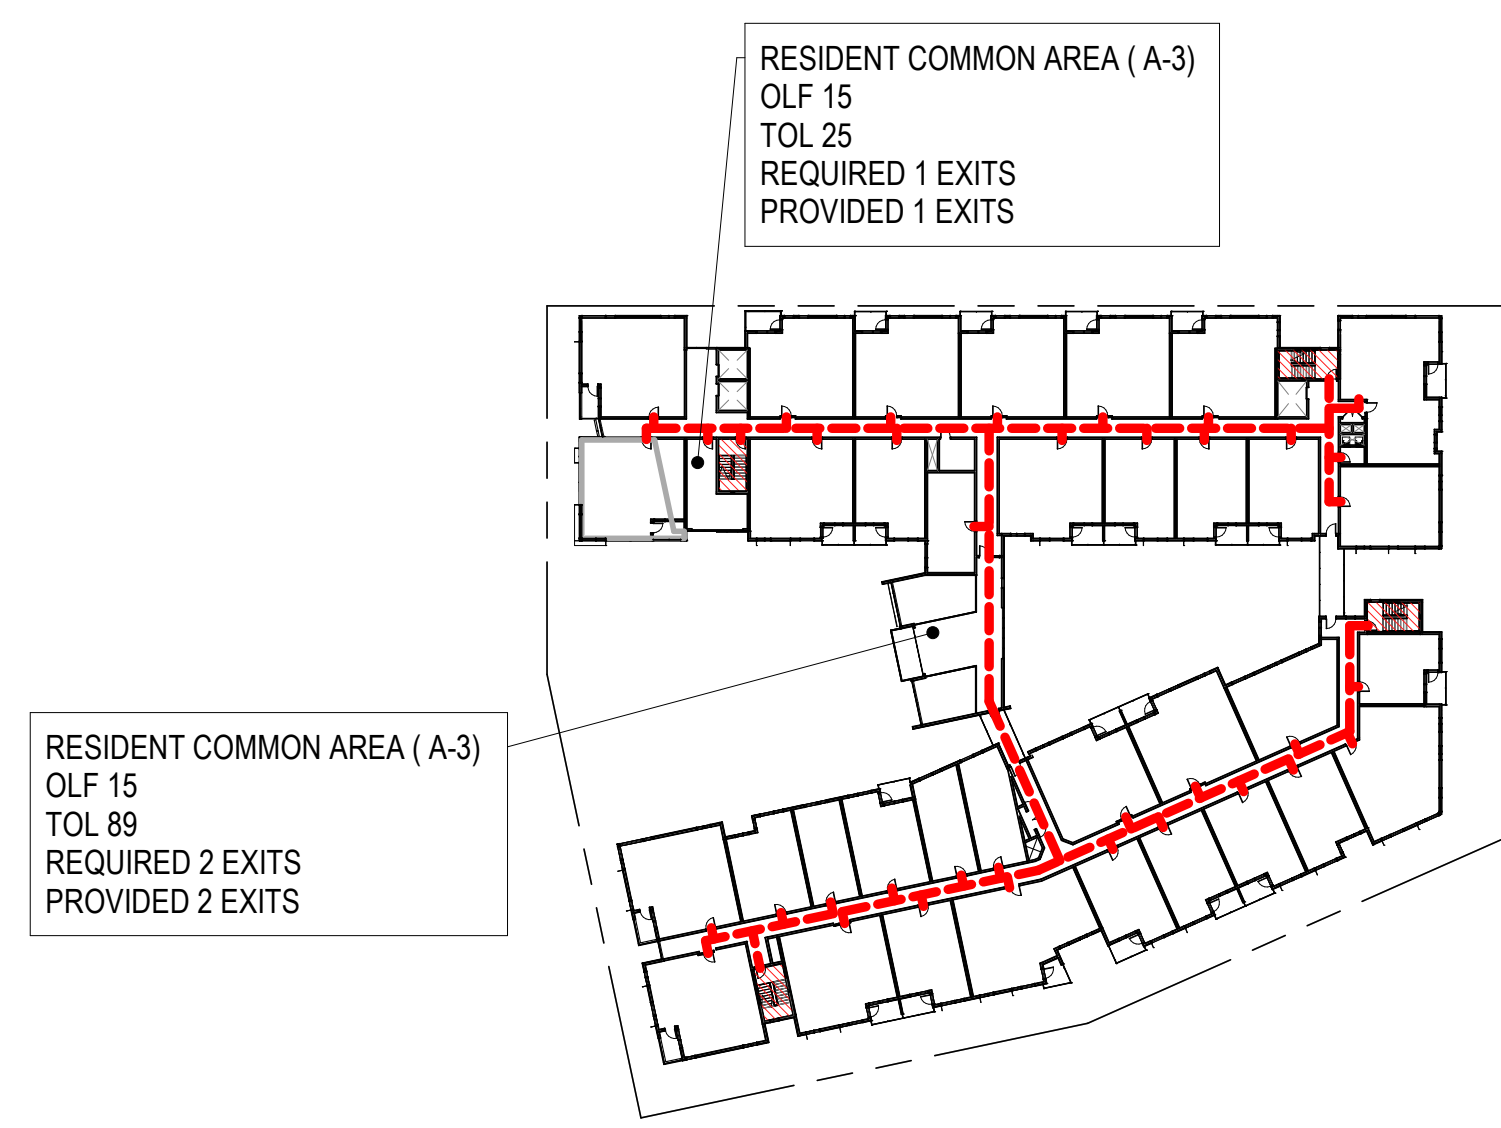 RESIDENT COMMON AREA ( A-3)
OLF 15
TOL 25
REQUIRED 1 EXITS
PROVIDED 1 EXITS
RESIDENT COMMON AREA ( A-3)
OLF 15
TOL 89
REQUIRED 2 EXITS
PROVIDED 2 EXITS